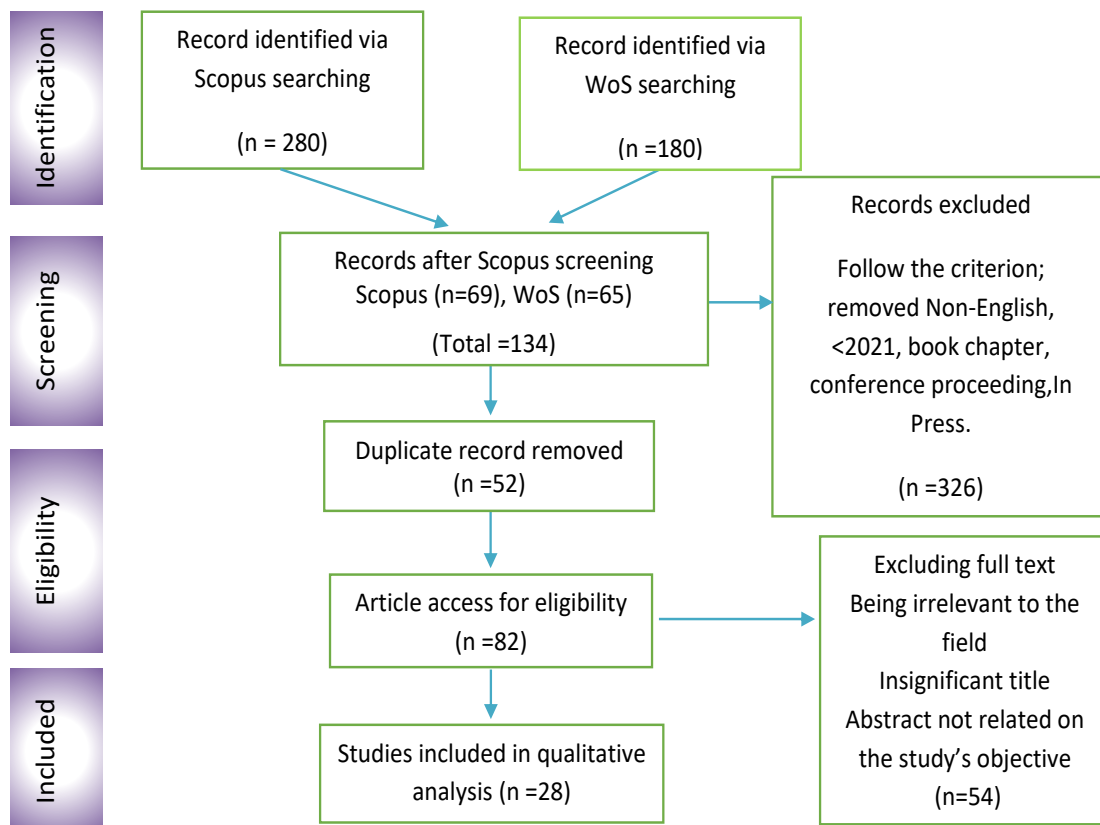 Identification
Record identified via
Scopus searching
(n = 280)
Record identified via
WoS searching
(n =180)
Records excluded
Follow the criterion;
removed Non-English,
<2021, book chapter,
conference proceeding,In
Press.
(n =326)
Screening
Records after Scopus screening
Scopus (n=69), WoS (n=65)
(Total =134)
Duplicate record removed
(n =52)
Eligibility
Article access for eligibility
(n =82)
Excluding full text
Being irrelevant to the
field
Insignificant title
Abstract not related on
the study’s objective
(n=54)
Included
Studies included in qualitative
analysis (n =28)